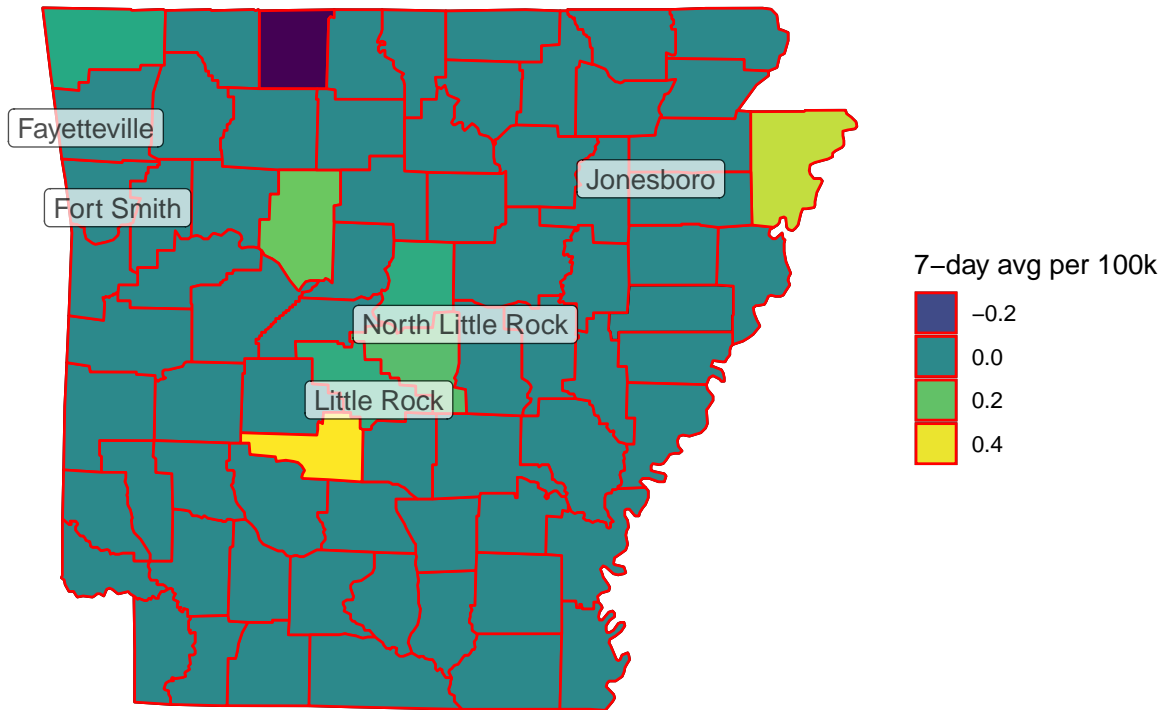 Fayetteville
Jonesboro
Fort Smith
North Little Rock
Little Rock
7−day avg per 100k
−0.2
0.0
0.2
0.4